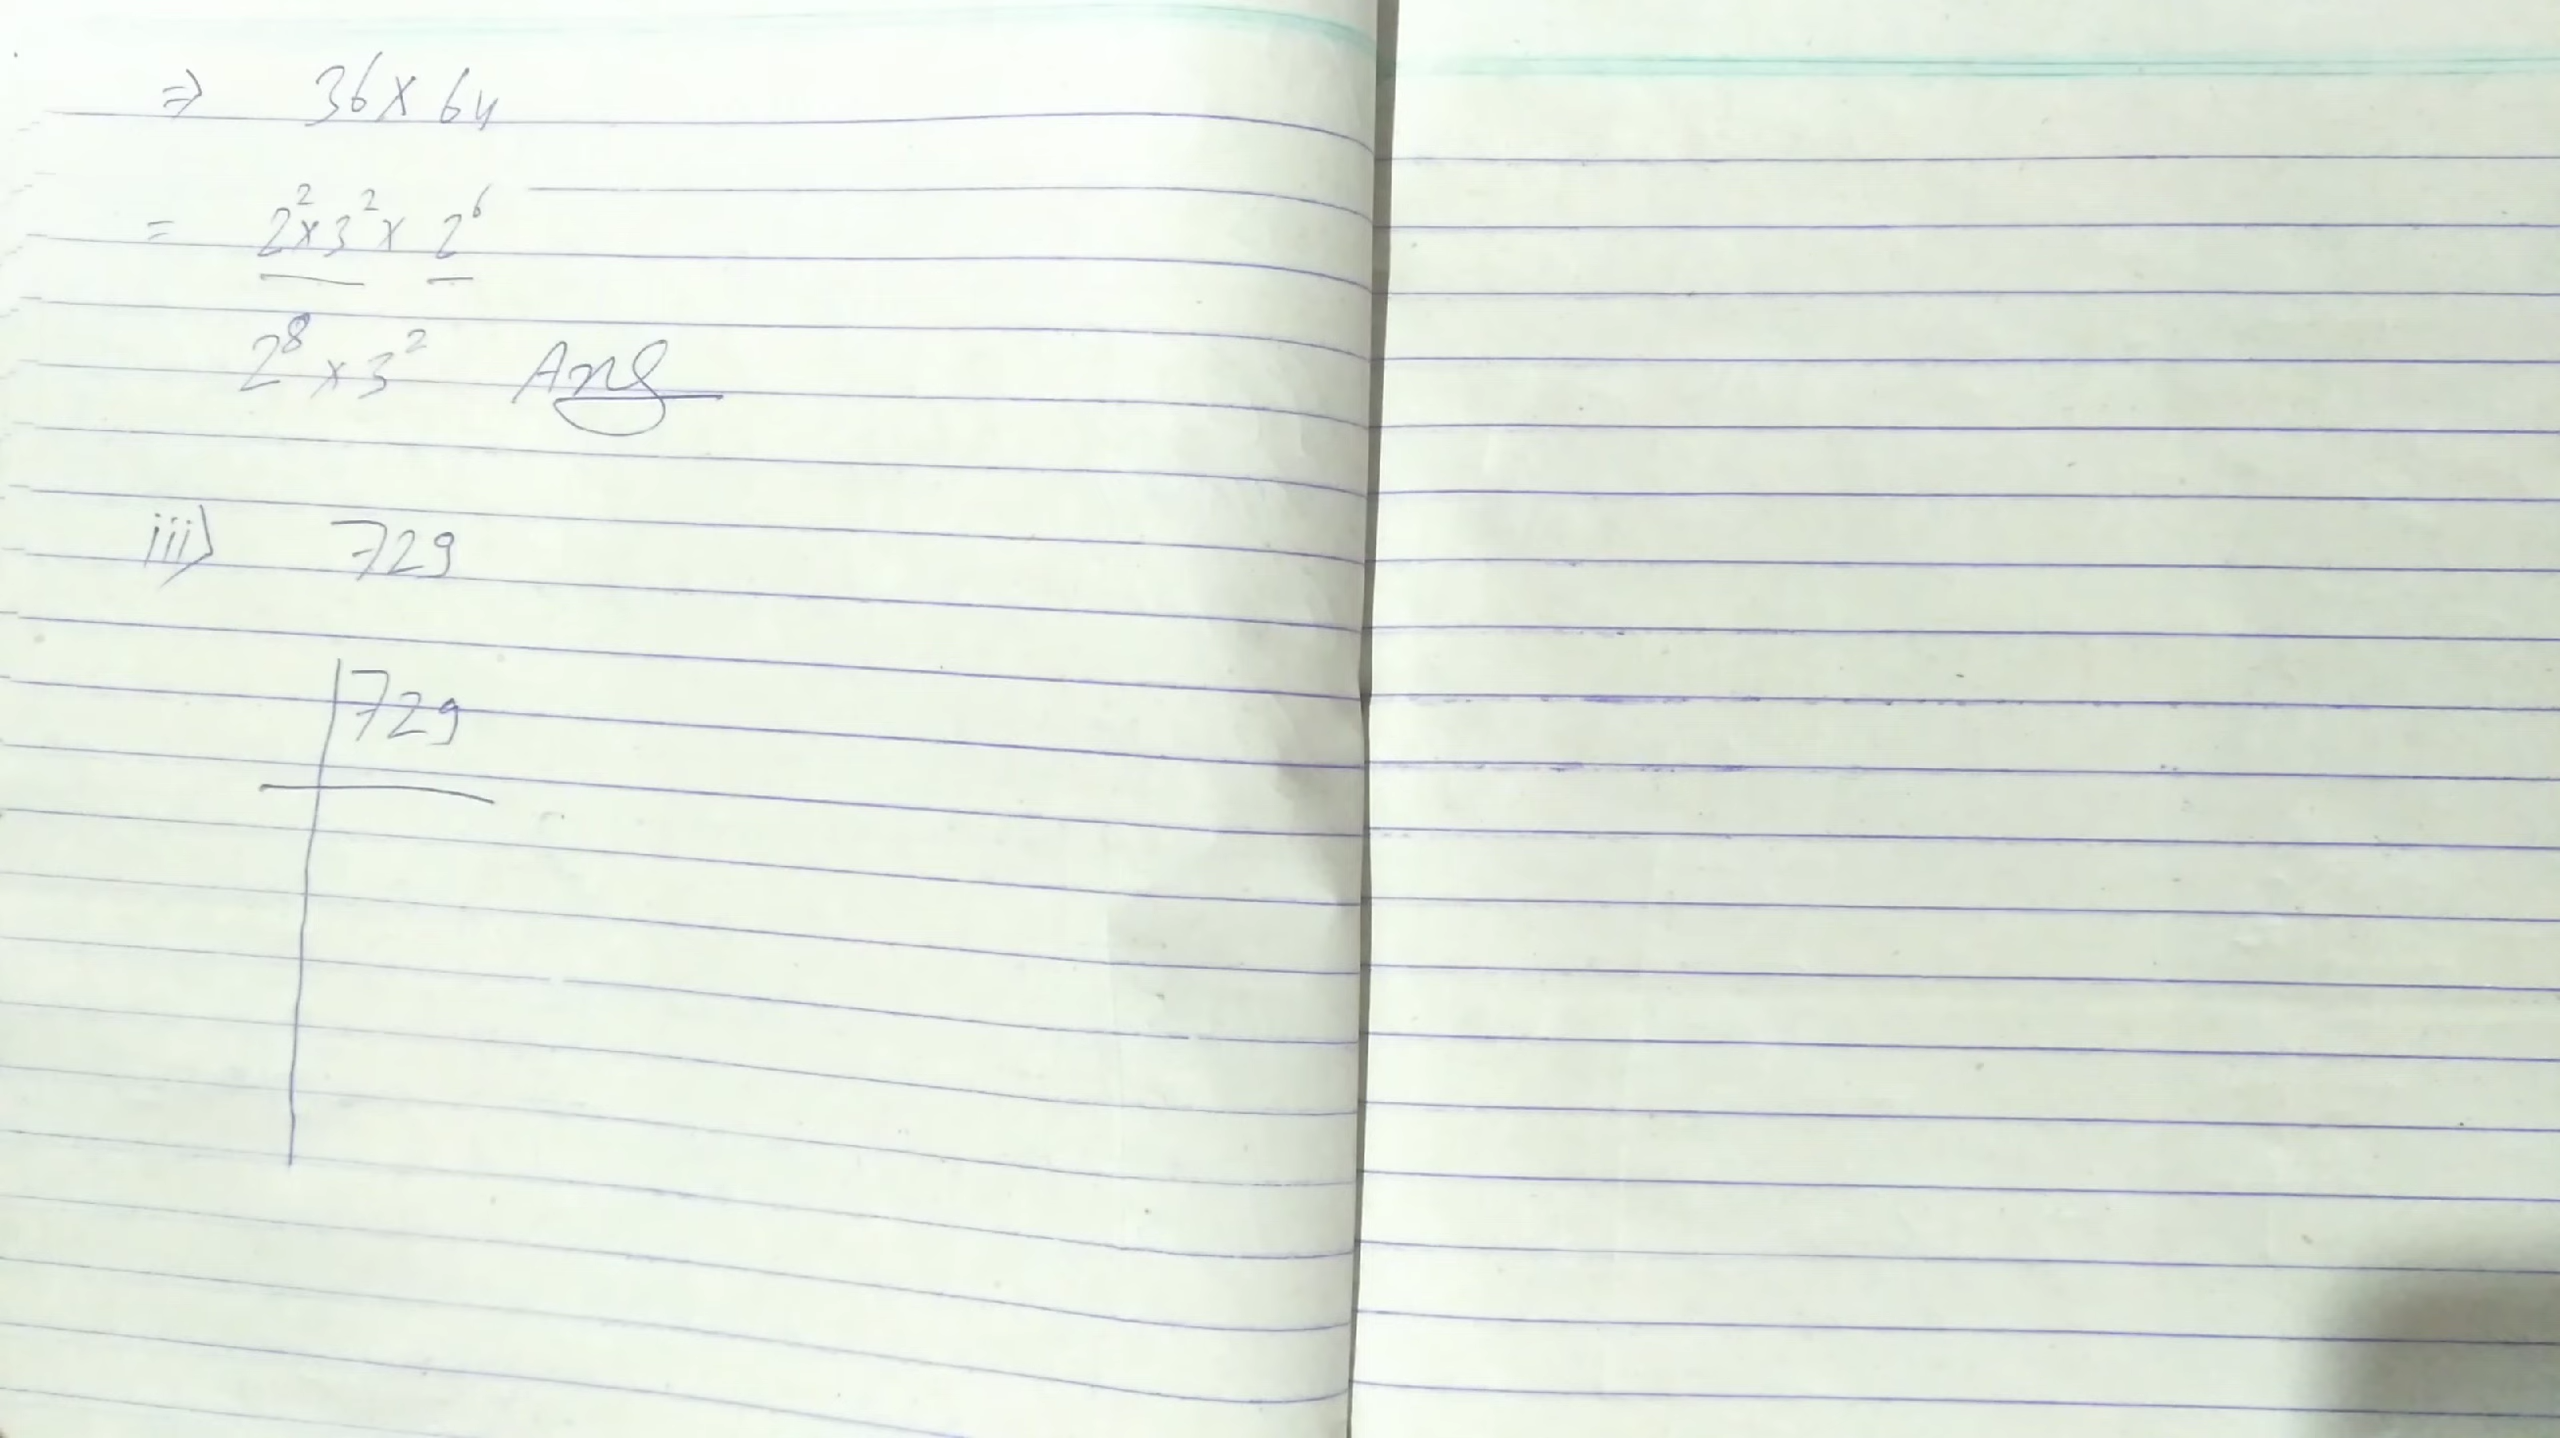 ⇒ 36 × 64
= 2² × 3² × 2⁶
2⁸ × 3² Ans
iii) 729
729